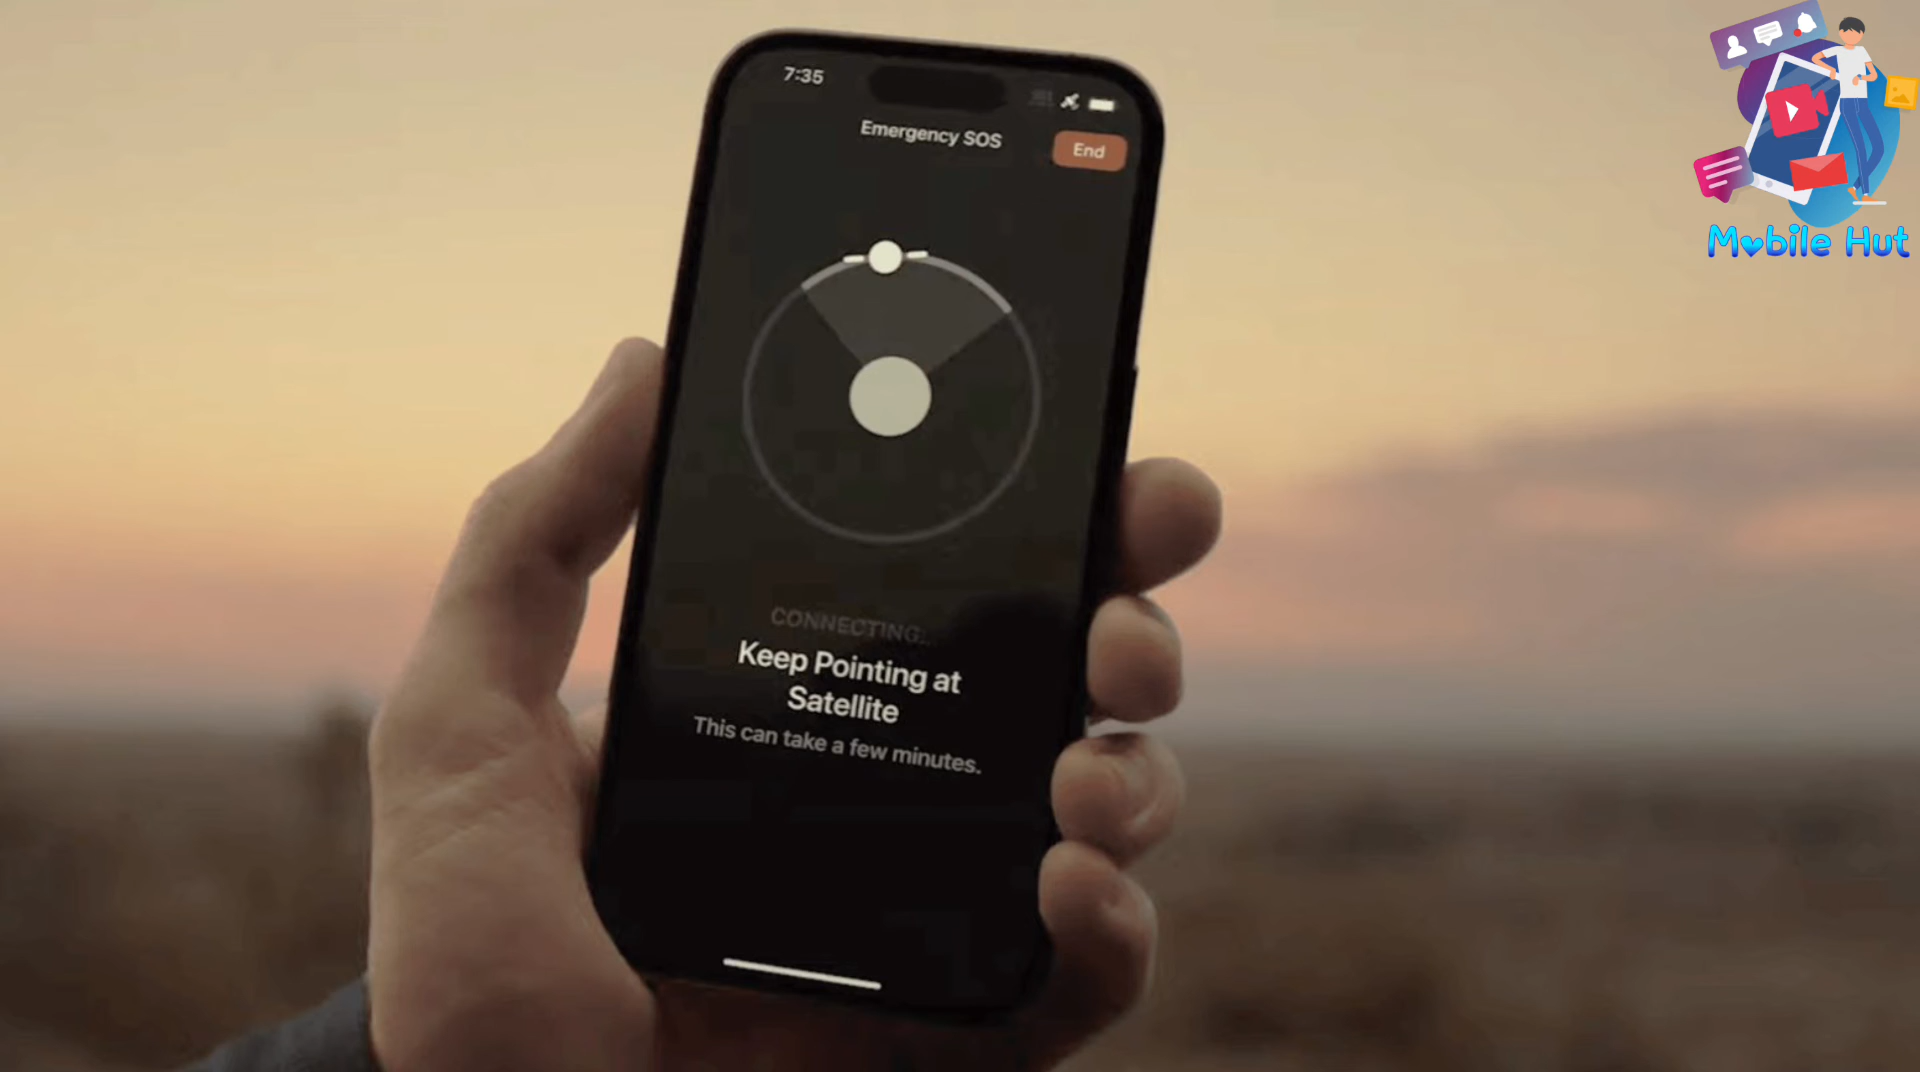 7:35
Emergency SOS
End
CONNECTING...
Keep Pointing at
Satellite
This can take a few minutes.
Mobile Hut